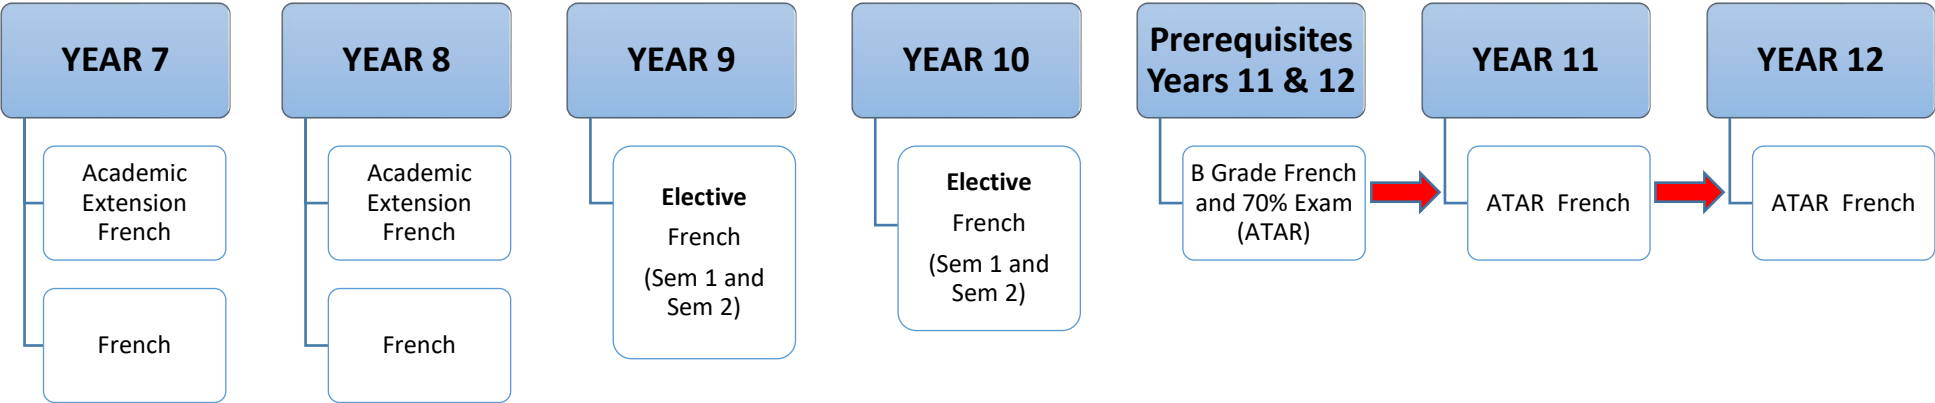 YEAR 7
Academic
Extension
French
French
YEAR 8
Academic
Extension
French
French
YEAR 9
Elective
French
(Sem 1 and
Sem 2)
YEAR 10
Elective
French
(Sem 1 and
Sem 2)
Prerequisites
Years 11 & 12
B Grade French
and 70% Exam
(ATAR)
YEAR 11
ATAR French
YEAR 12
ATAR French